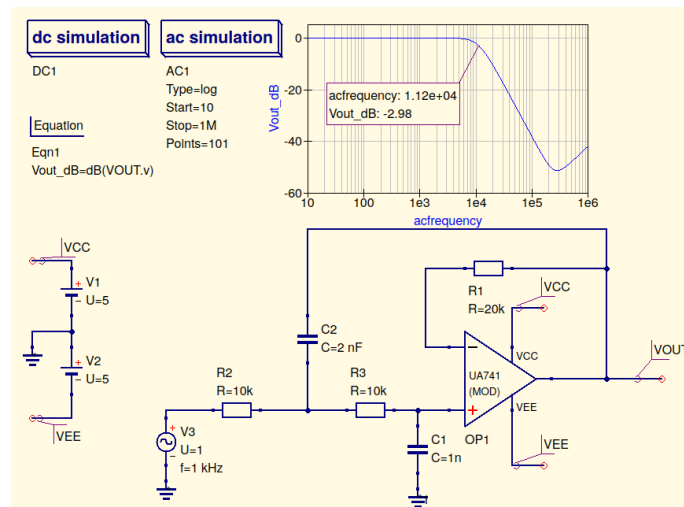 dc simulation
DC1
ac simulation
AC1
Type=log
Start=10
Stop=1M
Points=101
Equation
Eqn1
Vout_dB=dB(VOUT.v)
Vout_dB
0
-20
-40
-60
acfrequency: 1.12e+04
Vout_dB: -2.98
10
100
1e3
1e4
1e5
1e6
acfrequency
VCC
+
V1
U=5
−
+
V2
U=5
−
VEE
R1
R=20k
VCC
C2
C=2 nF
−
VCC
UA741
(MOD)
VEE
+
OP1
VOUT
R2
R=10k
R3
R=10k
+
V3
U=1
−
f=1 kHz
C1
C=1n
VEE